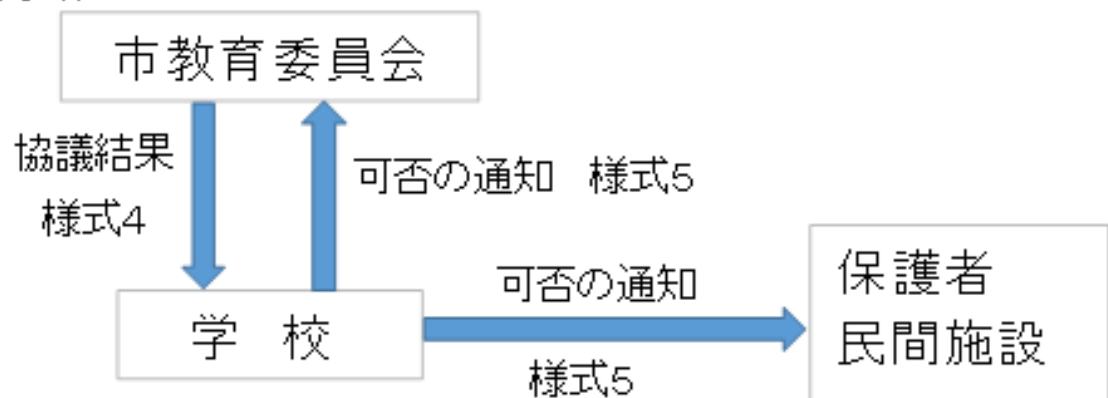 市教育委員会
協議結果
様式4
可否の通知 様式5
学 校
可否の通知
様式5
保護者
民間施設